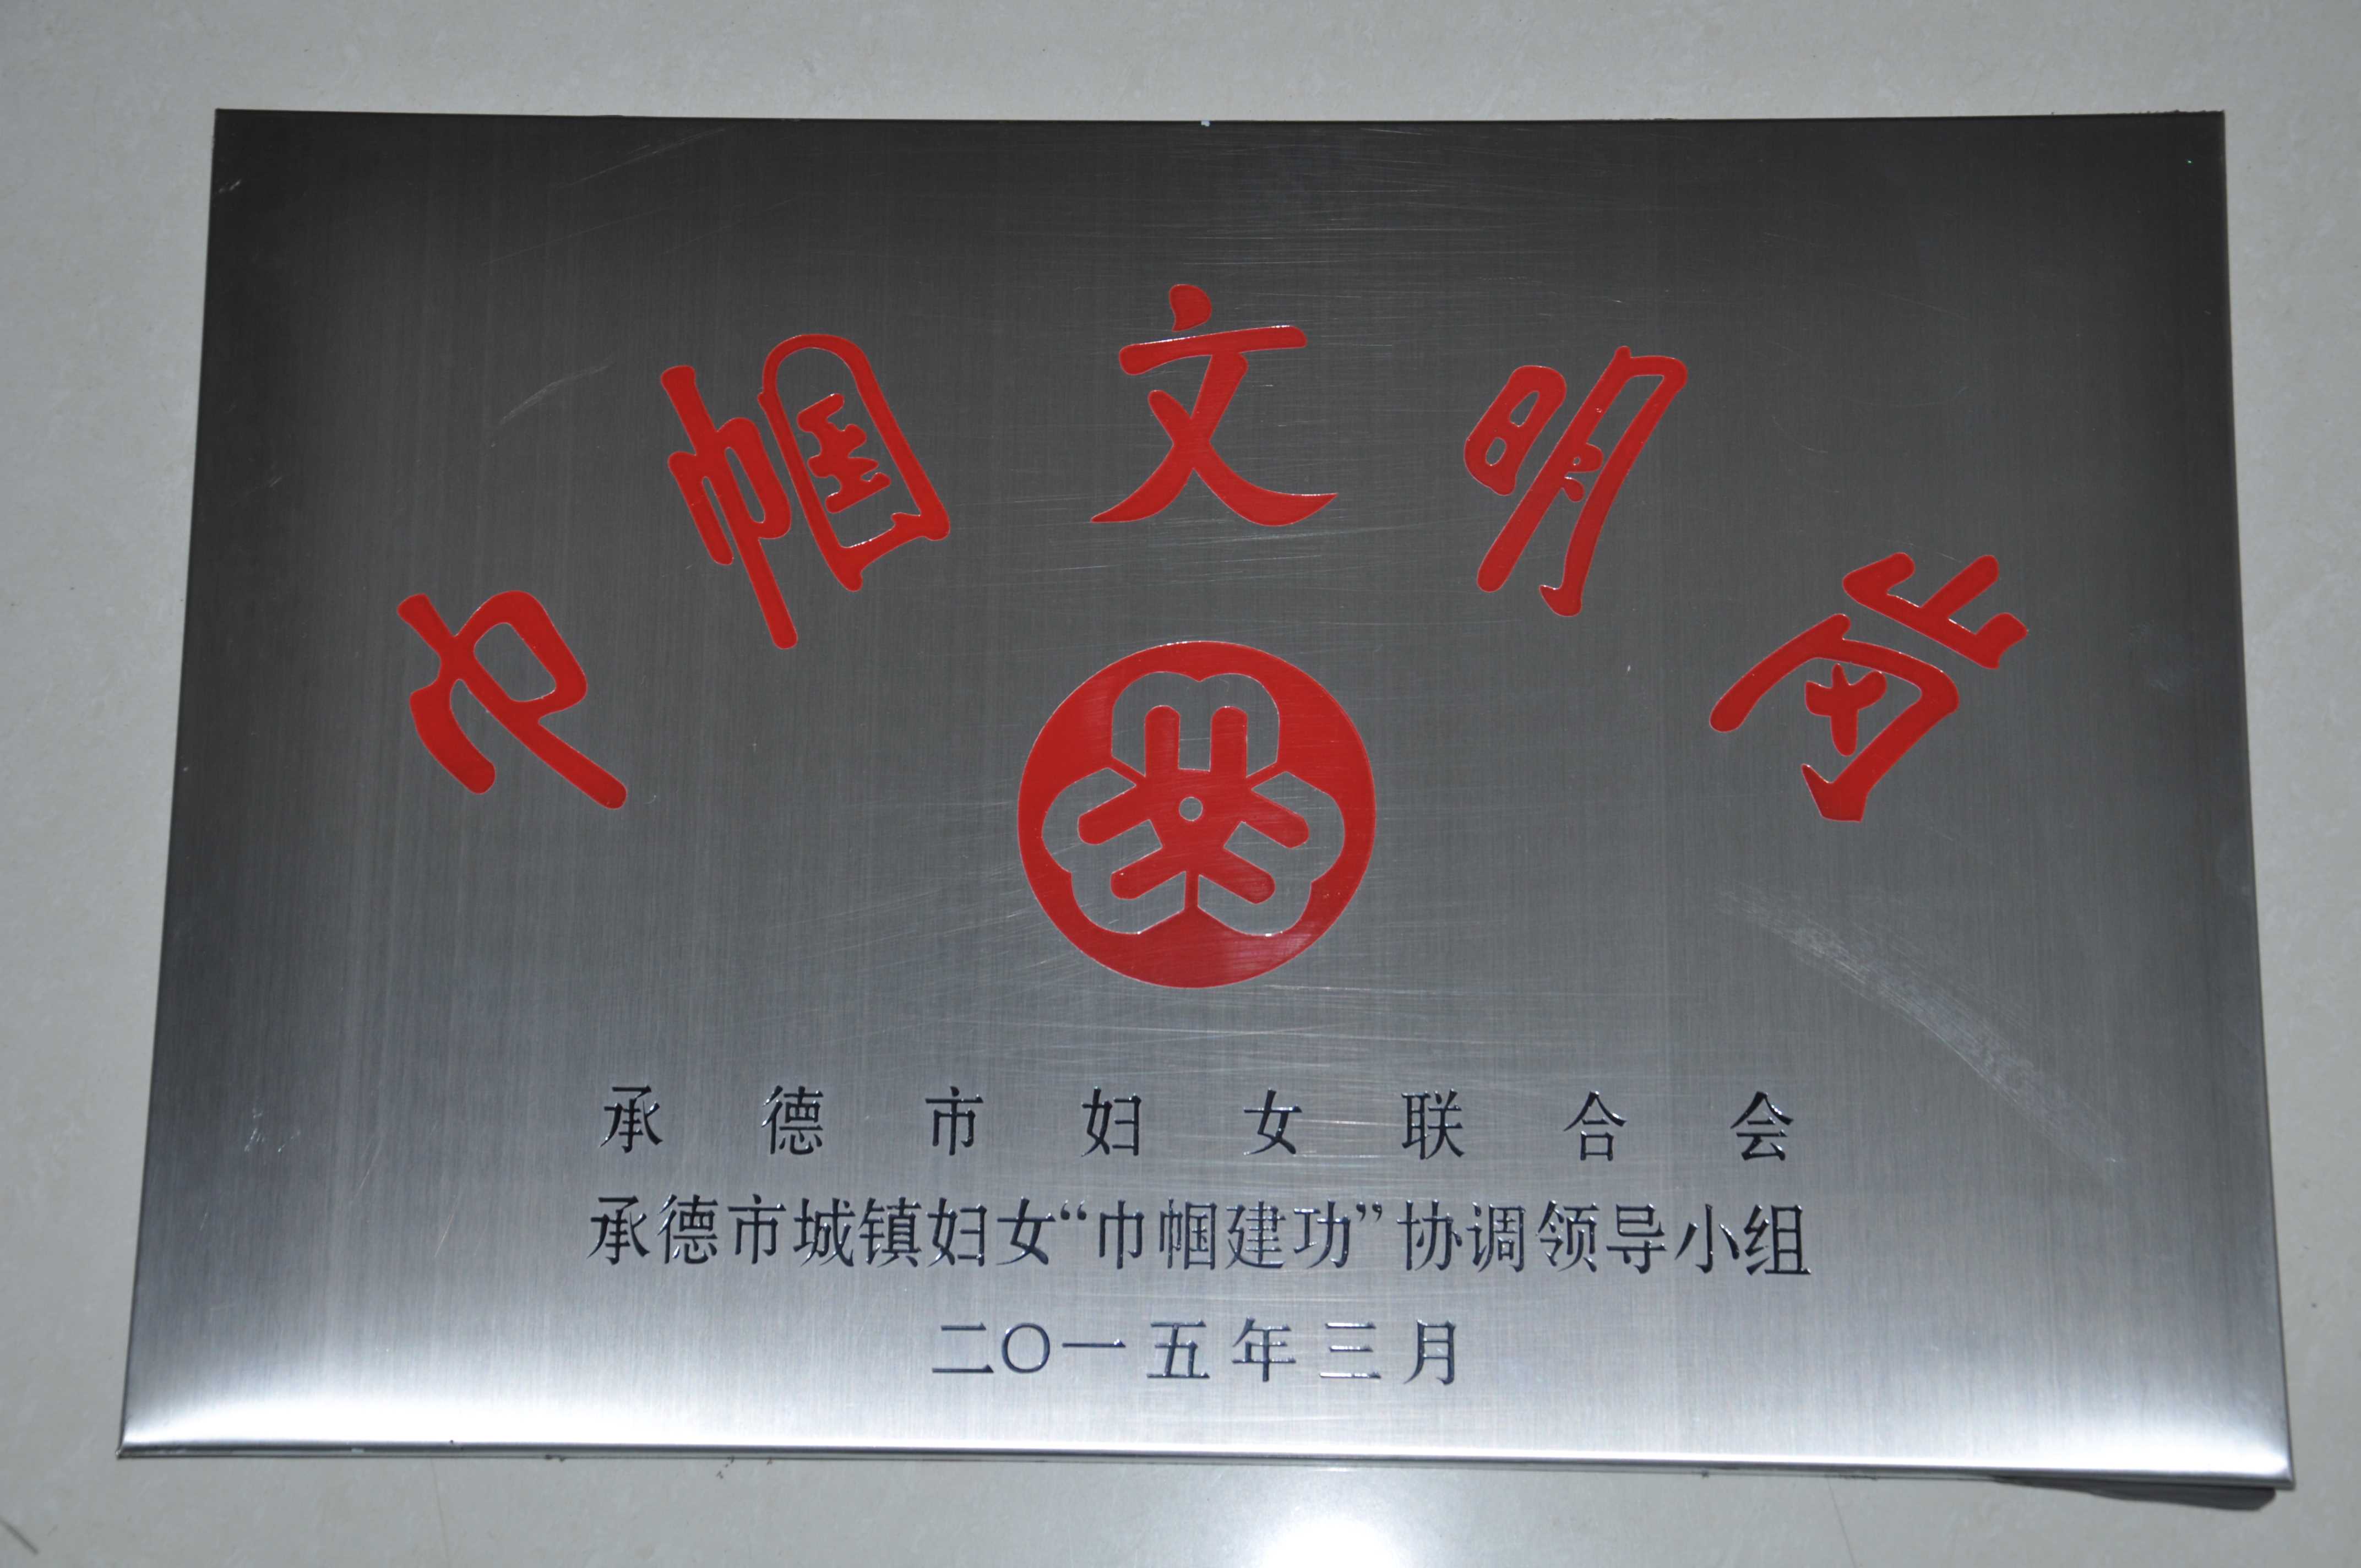 巾帼文明岗
承德市妇女联合会
承德市城镇妇女“巾帼建功”协调领导小组
二〇一五年三月